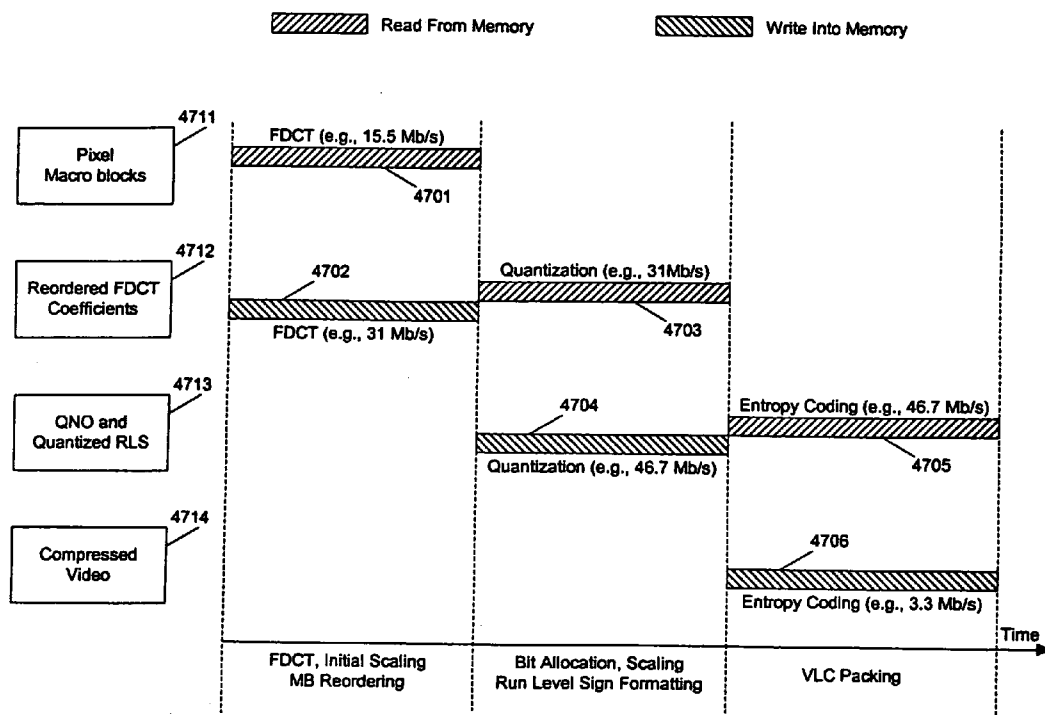 Read From Memory
Write Into Memory
4711
Pixel
Macro blocks
FDCT (e.g., 15.5 Mb/s)
4701
4712
Reordered FDCT
Coefficients
4702
FDCT (e.g., 31 Mb/s)
Quantization (e.g., 31Mb/s)
4703
4713
QNO and
Quantized RLS
4704
Quantization (e.g., 46.7 Mb/s)
Entropy Coding (e.g., 46.7 Mb/s)
4705
4714
Compressed
Video
4706
Entropy Coding (e.g., 3.3 Mb/s)
Time
FDCT, Initial Scaling
MB Reordering
Bit Allocation, Scaling
Run Level Sign Formatting
VLC Packing